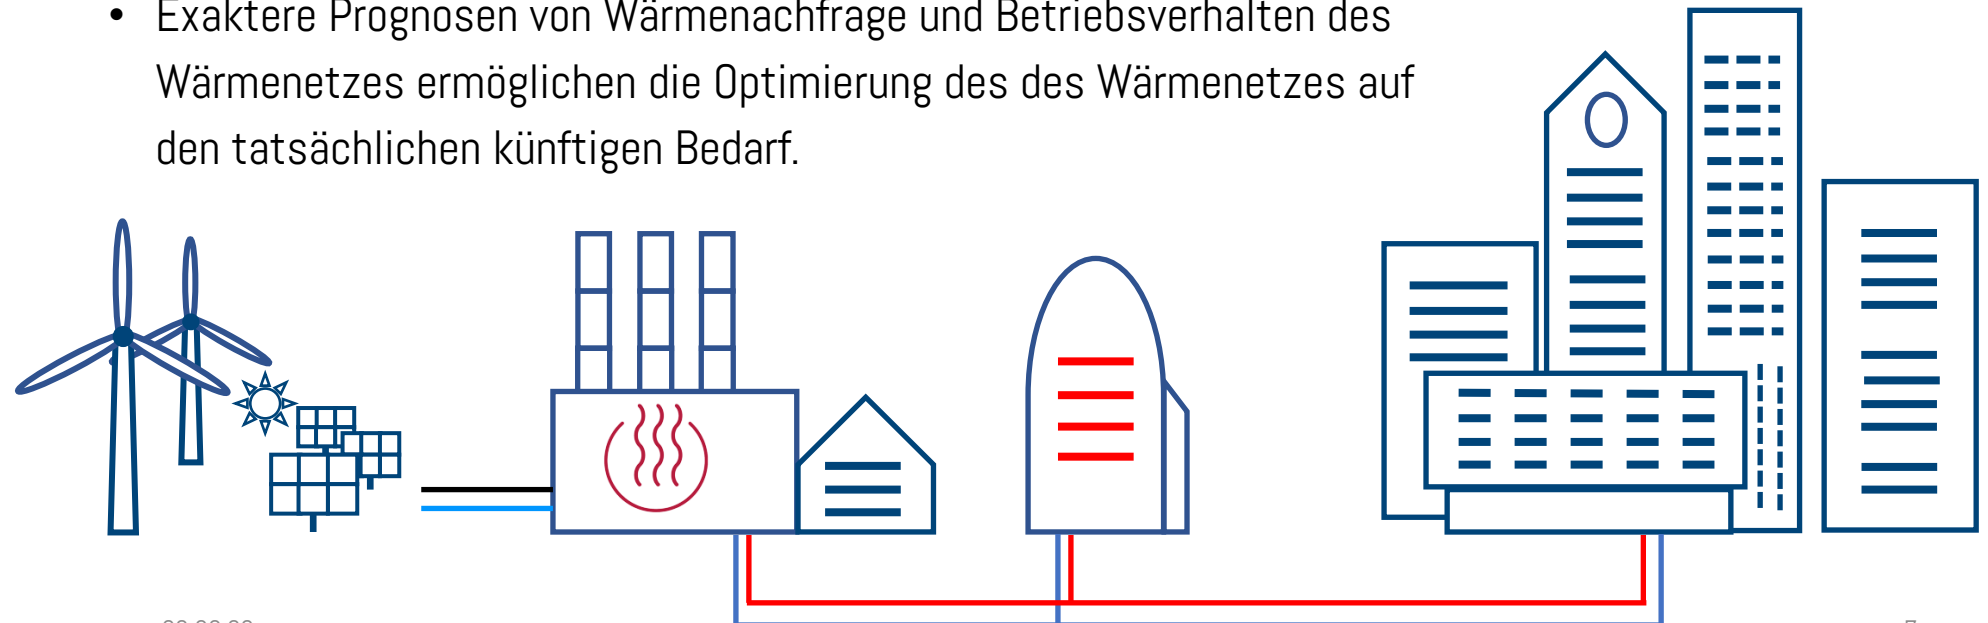 • Exaktere Prognosen von Wärmenachfrage und Betriebsverhalten des
Wärmenetzes ermöglichen die Optimierung des des Wärmenetzes auf
den tatsächlichen künftigen Bedarf.